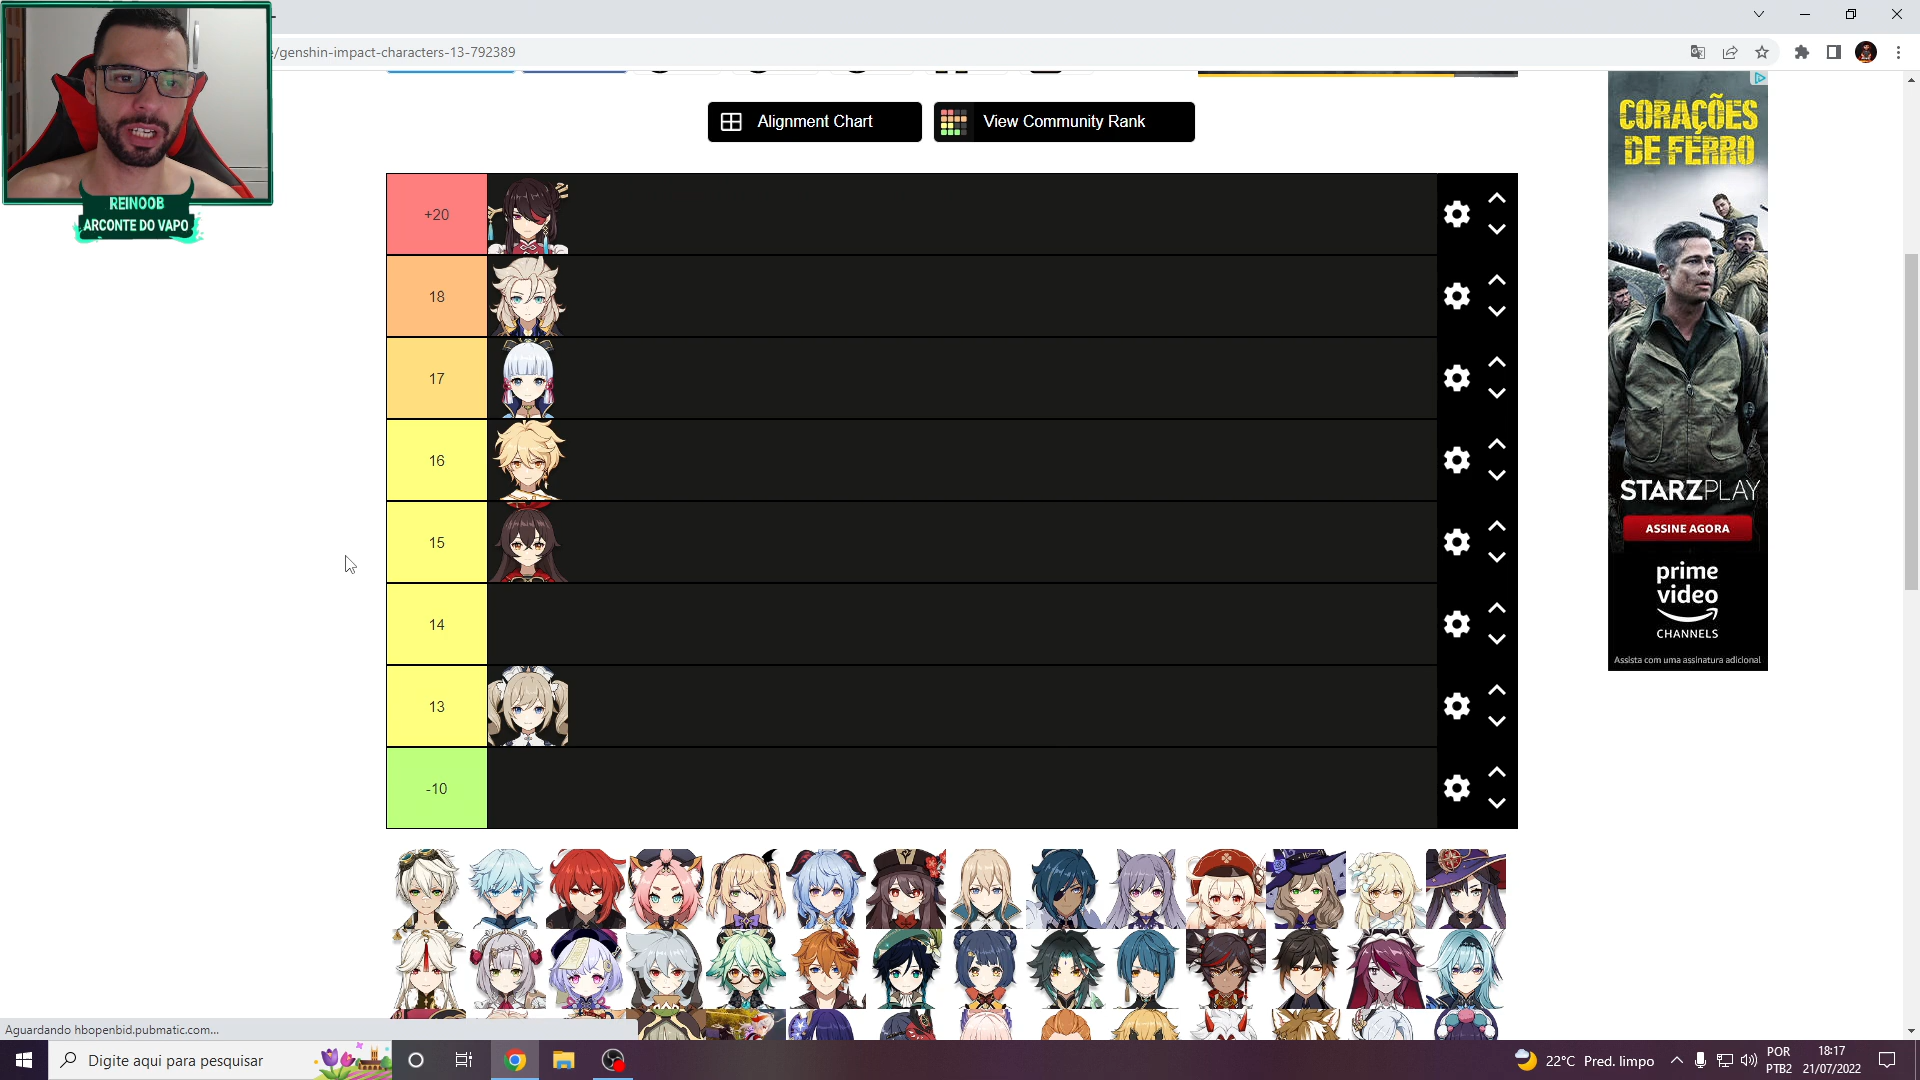 e/genshin-impact-characters-13-792389
REINOOB
ARCONTE DO VAPO
Alignment Chart
View Community Rank
+20
18
17
16
15
14
13
-10
CORAÇÕES
DE FERRO
STARZPLAY
ASSINE AGORA
prime
video
CHANNELS
Assista com uma assinatura adicional
Aguardando hbopenbid.pubmatic.com...
Digite aqui para pesquisar
22°C Pred. limpo
POR
PTB2
18:17
21/07/2022